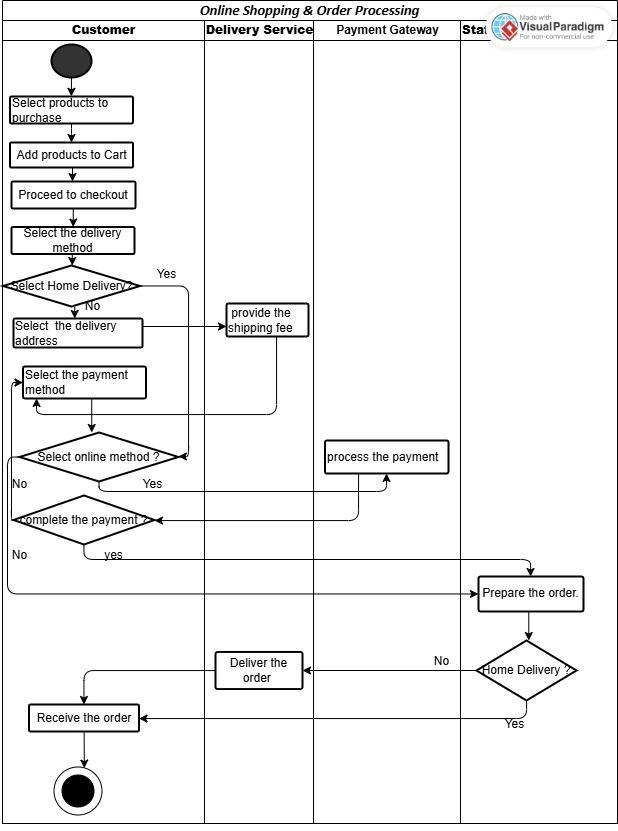 Online Shopping & Order Processing
Customer
Delivery Service
Payment Gateway
Made with
VisualParadigm
For non-commercial use
Select products to
purchase
Add products to Cart
Proceed to checkout
Select the delivery
method
Select Home Delivery?
Yes
No
Select the delivery
address
provide the
shipping fee
Select the payment
method
Select online method ?
process the payment
No
Yes
complete the payment ?
No
yes
Prepare the order.
Home Delivery ?
No
Deliver the
order
Yes
Receive the order